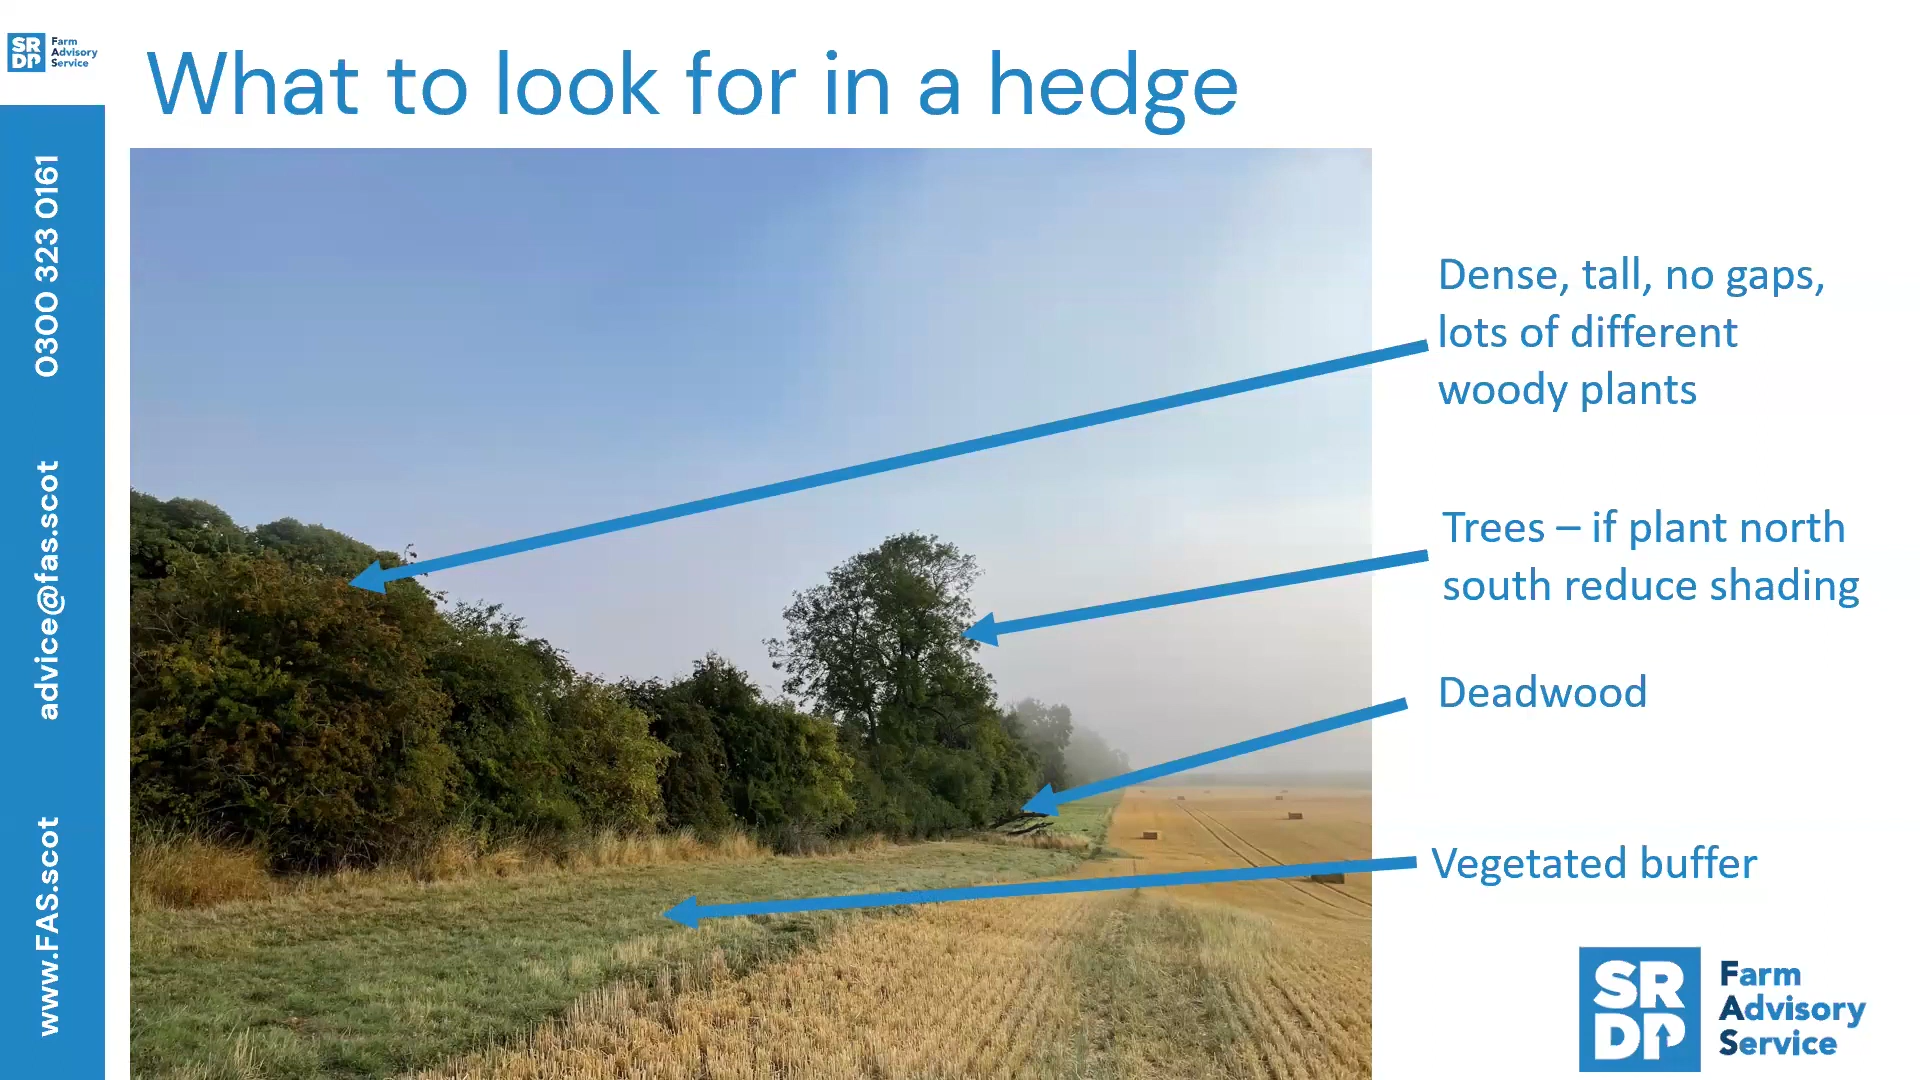 SR
DP
Farm
Advisory
Service
What to look for in a hedge
0300 323 0161
advice@fas.scot
www.FAS.scot
Dense, tall, no gaps,
lots of different
woody plants
Trees – if plant north
south reduce shading
Deadwood
Vegetated buffer
SR
DP
Farm
Advisory
Service